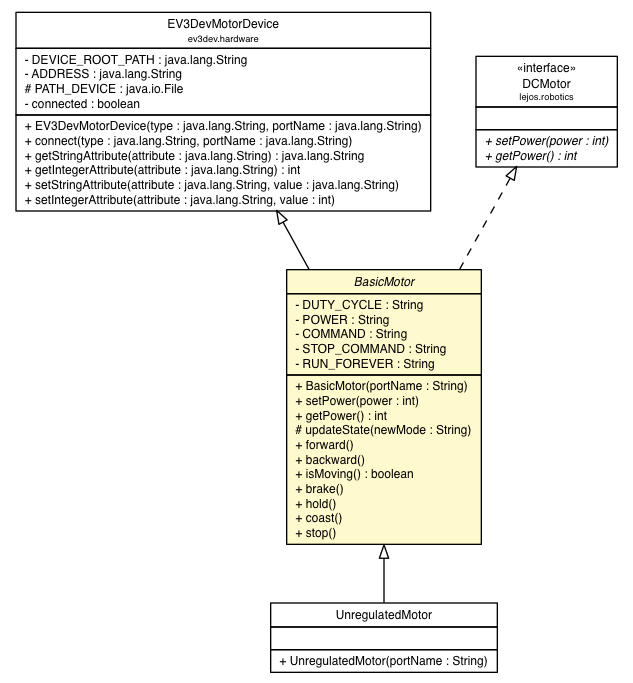 EV3DevMotorDevice
ev3dev.hardware
- DEVICE_ROOT_PATH : java.lang.String
- ADDRESS : java.lang.String
# PATH_DEVICE : java.io.File
- connected : boolean
+ EV3DevMotorDevice(type : java.lang.String, portName : java.lang.String)
+ connect(type : java.lang.String, portName : java.lang.String)
+ getStringAttribute(attribute : java.lang.String) : java.lang.String
+ getIntegerAttribute(attribute : java.lang.String) : int
+ setStringAttribute(attribute : java.lang.String, value : java.lang.String)
+ setIntegerAttribute(attribute : java.lang.String, value : int)
«interface»
DCMotor
lejos.robotics
+ setPower(power : int)
+ getPower() : int
BasicMotor
- DUTY_CYCLE : String
- POWER : String
- COMMAND : String
- STOP_COMMAND : String
- RUN_FOREVER : String
+ BasicMotor(portName : String)
+ setPower(power : int)
+ getPower() : int
# updateState(newMode : String)
+ forward()
+ backward()
+ isMoving() : boolean
+ brake()
+ hold()
+ coast()
+ stop()
UnregulatedMotor
+ UnregulatedMotor(portName : String)